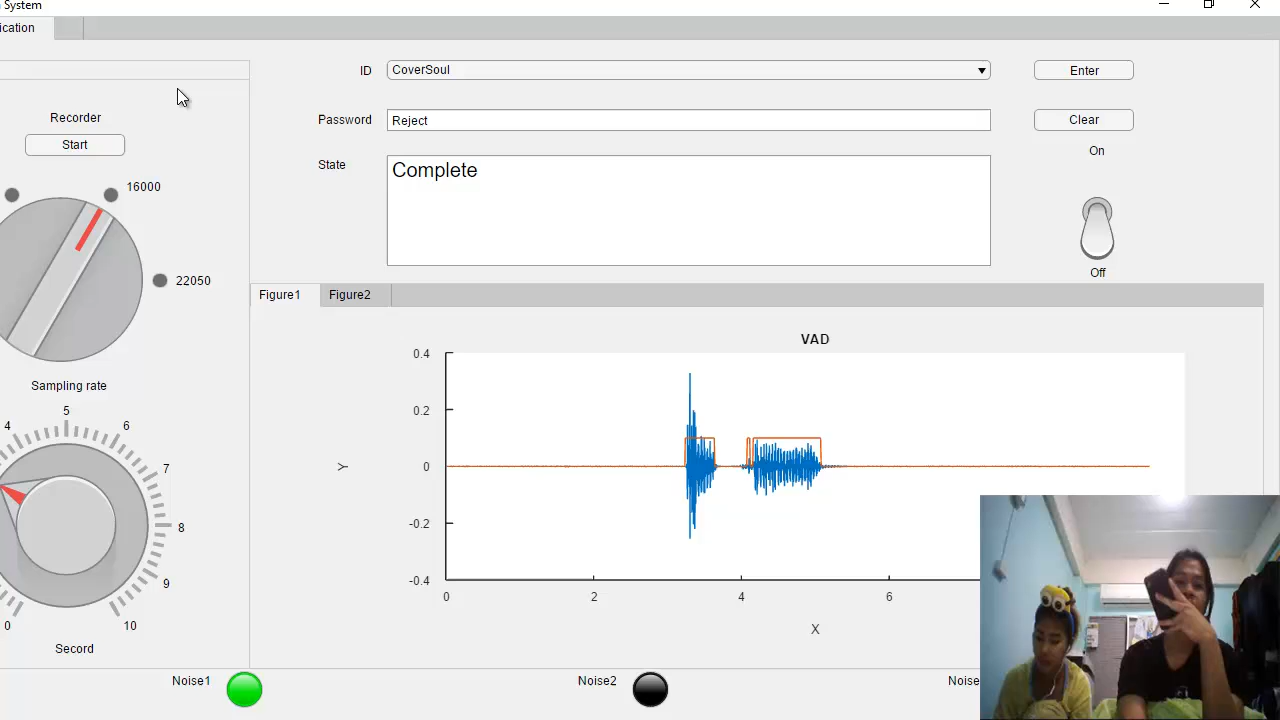 System
ication
ID
CoverSoul
Enter
Password
Reject
Clear
State
Complete
On
Off
Recorder
Start
16000
22050
Sampling rate
4
5
6
7
8
9
0
10
Secord
Figure1
Figure2
VAD
0.4
0.2
0
-0.2
-0.4
Y
0
2
4
6
X
Noise1
Noise2
Noise